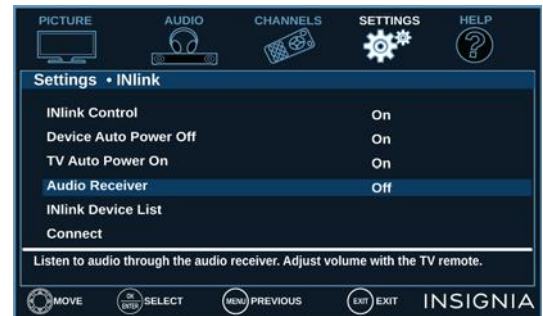 PICTURE AUDIO CHANNELS SETTINGS HELP
Settings • INlink
INlink Control On
Device Auto Power Off On
TV Auto Power On On
Audio Receiver Off
INlink Device List
Connect
Listen to audio through the audio receiver. Adjust volume with the TV remote.
MOVE OK ENTER SELECT MENU PREVIOUS EXIT EXIT INSIGNIA